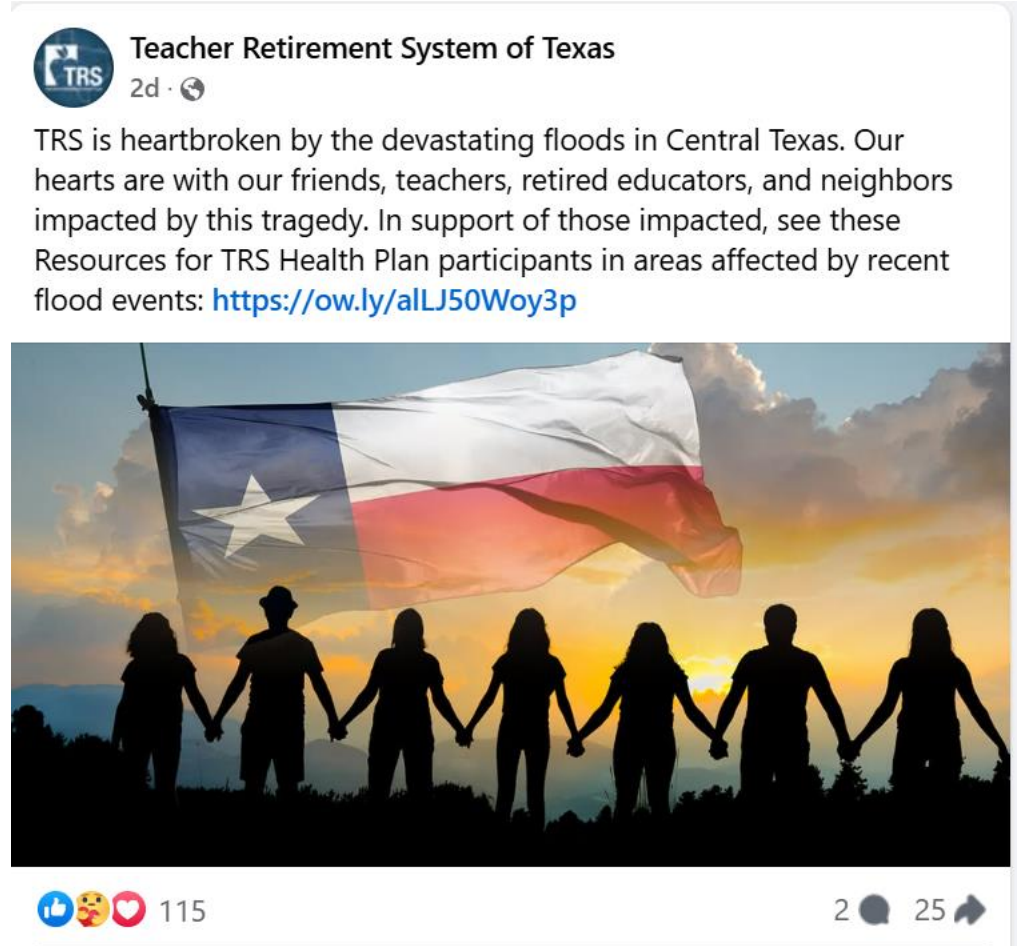 TRS
Teacher Retirement System of Texas
2d ·
TRS is heartbroken by the devastating floods in Central Texas. Our
hearts are with our friends, teachers, retired educators, and neighbors
impacted by this tragedy. In support of those impacted, see these
Resources for TRS Health Plan participants in areas affected by recent
flood events: https://ow.ly/alLJ50Woy3p
115
2
25